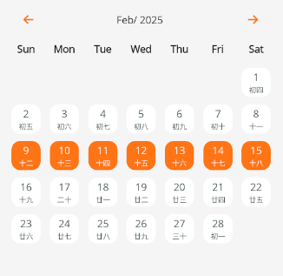 ← Feb/ 2025 →
Sun Mon Tue Wed Thu Fri Sat
1
初四
2 3 4 5 6 7 8
初五 初六 初七 初八 初九 初十 十一
9 10 11 12 13 14 15
十二 十三 十四 十五 十六 十七 十八
16 17 18 19 20 21 22
十九 二十 廿一 廿二 廿三 廿四 廿五
23 24 25 26 27 28
廿六 廿七 廿八 廿九 三十 初一